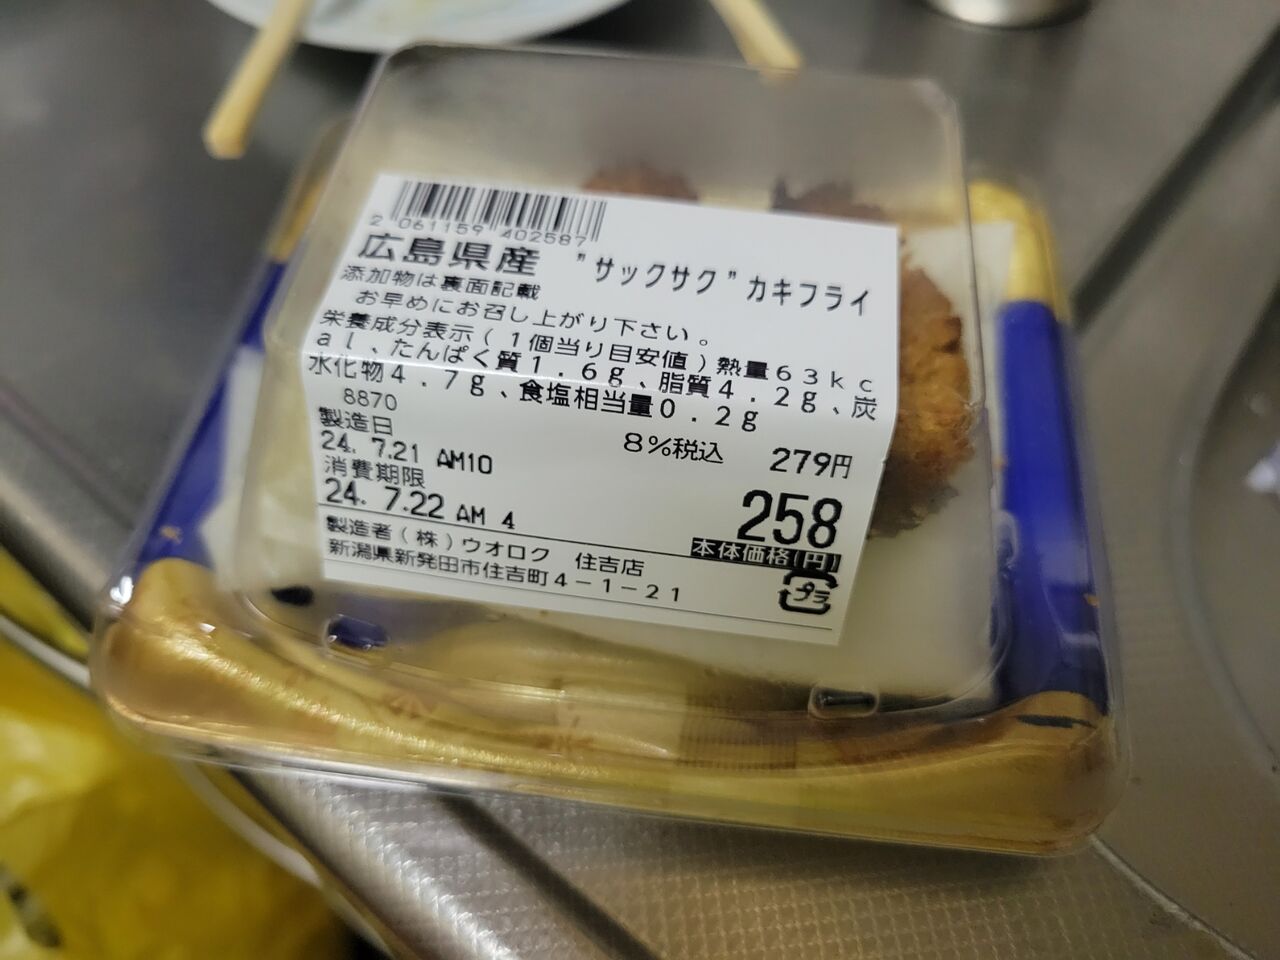 2 061159 402587
広島県産 "サックサク"カキフライ
添加物は裏面記載
お早めにお召し上がり下さい。
栄養成分表示(1個当り目安値)熱量63kc
al、たんぱく質1.6g、脂質4.2g、炭
水化物4.7g、食塩相当量0.2g
8870
製造日
8%税込 279円
24. 7.21 AM10
消費期限
24. 7.22 AM 4
258
本体価格(円)
製造者(株)ウオロク 住吉店
新潟県新発田市住吉町4-1-21
プラ